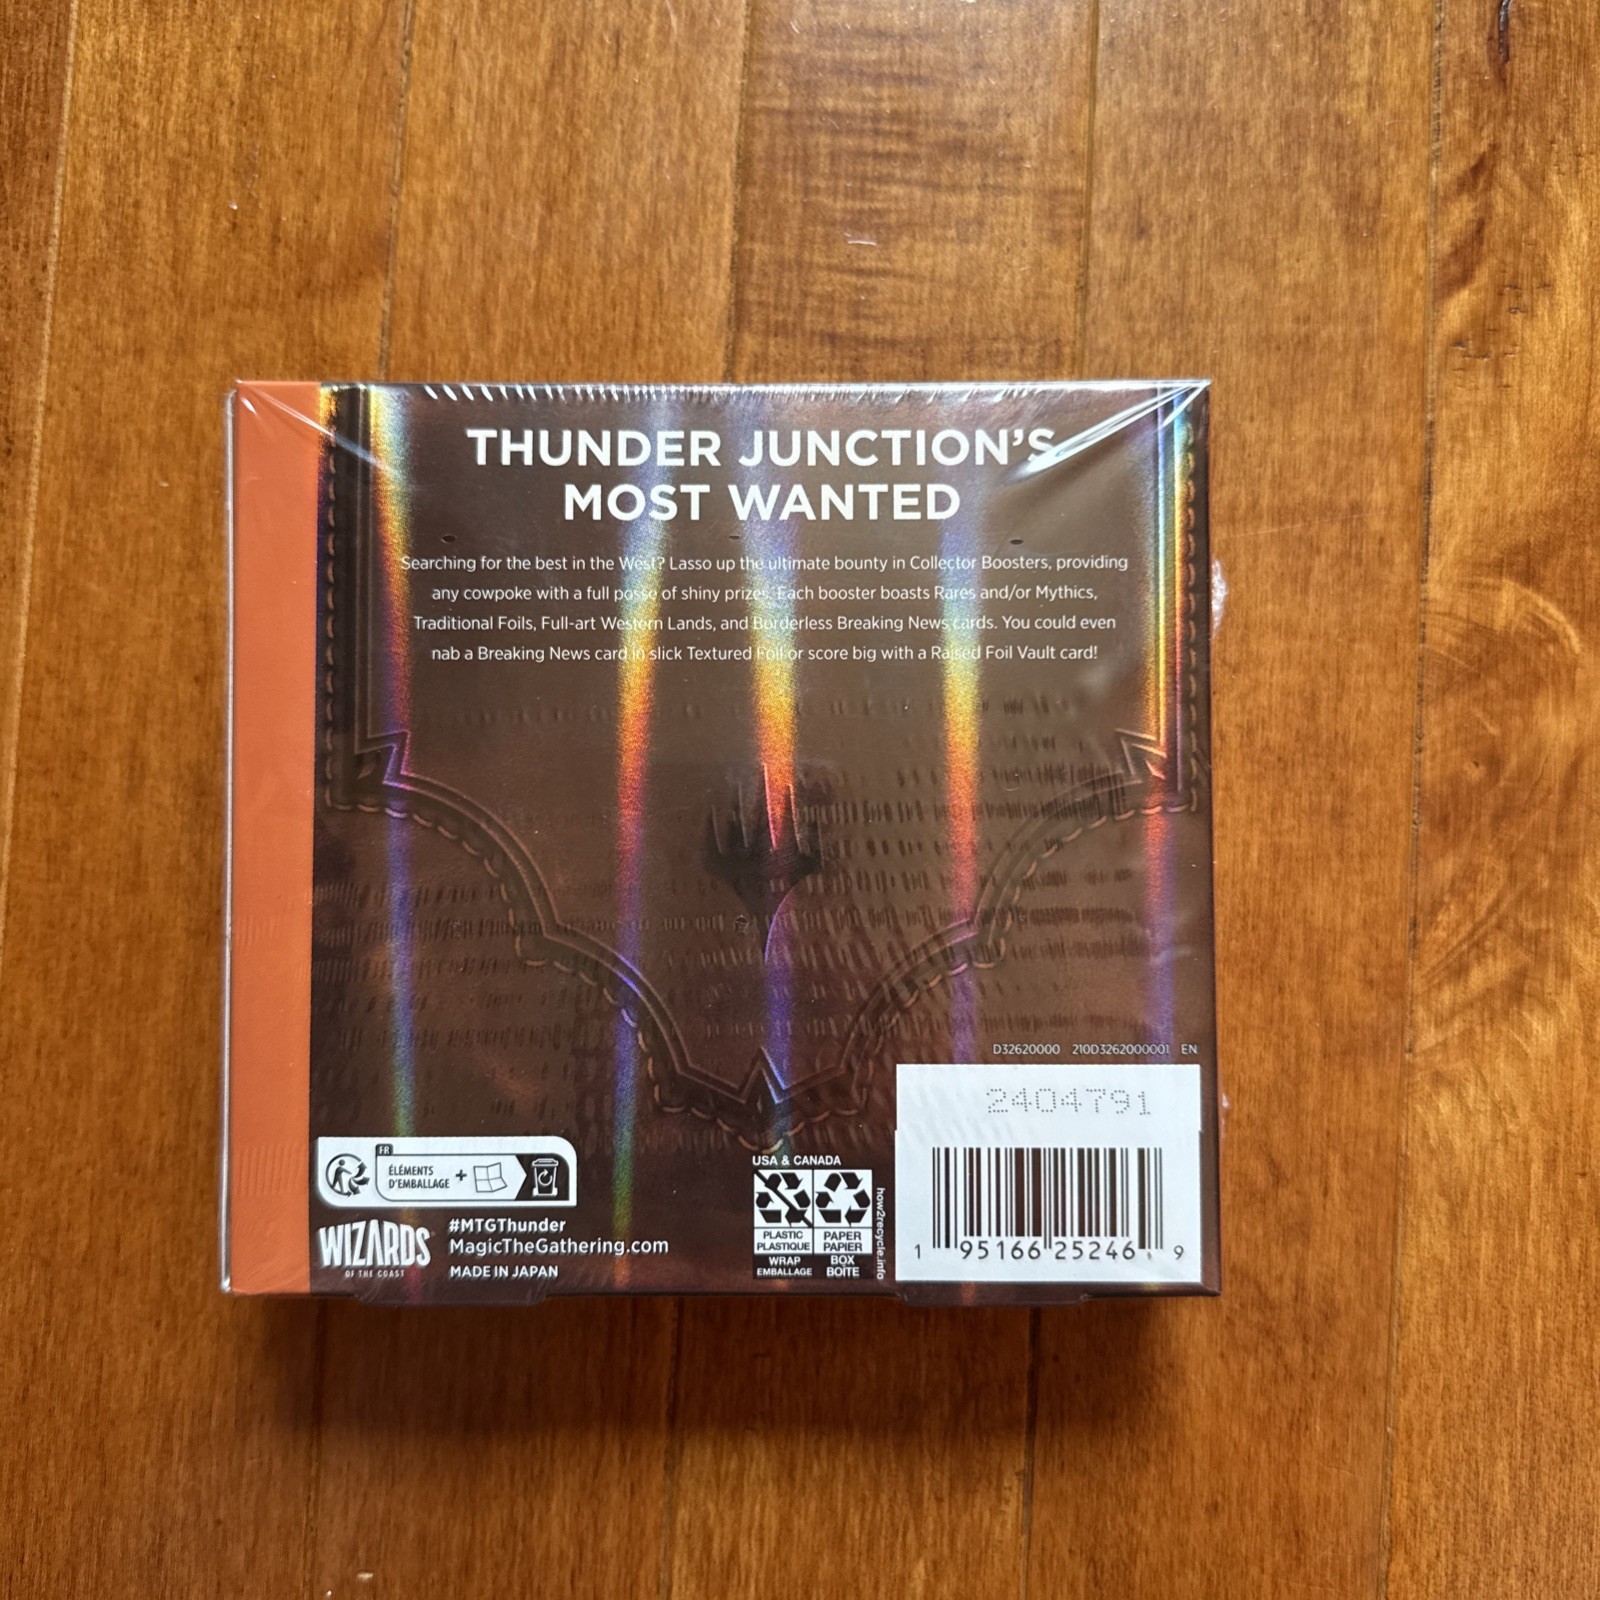 THUNDER JUNCTION'S
MOST WANTED
Searching for the best in the West? Lasso up the ultimate bounty in Collector Boosters, providing
any cowpoke with a full posse of shiny prizes. Each booster boasts Rares and/or Mythics,
Traditional Foils, Full-art Western Lands, and Borderless Breaking News cards. You could even
nab a Breaking News card in slick Textured Foil or score big with a Raised Foil Vault card!
D32620000 210D3262000001 EN
2404791
1 95166 25246 9
FR
ÉLÉMENTS
D'EMBALLAGE +
WIZARDS
OF THE COAST
#MTGThunder
MagicTheGathering.com
MADE IN JAPAN
USA & CANADA
PLASTIC
PLASTIQUE
WRAP
EMBALLAGE
PAPER
PAPIER
BOX
BOÎTE
how2recycle.info